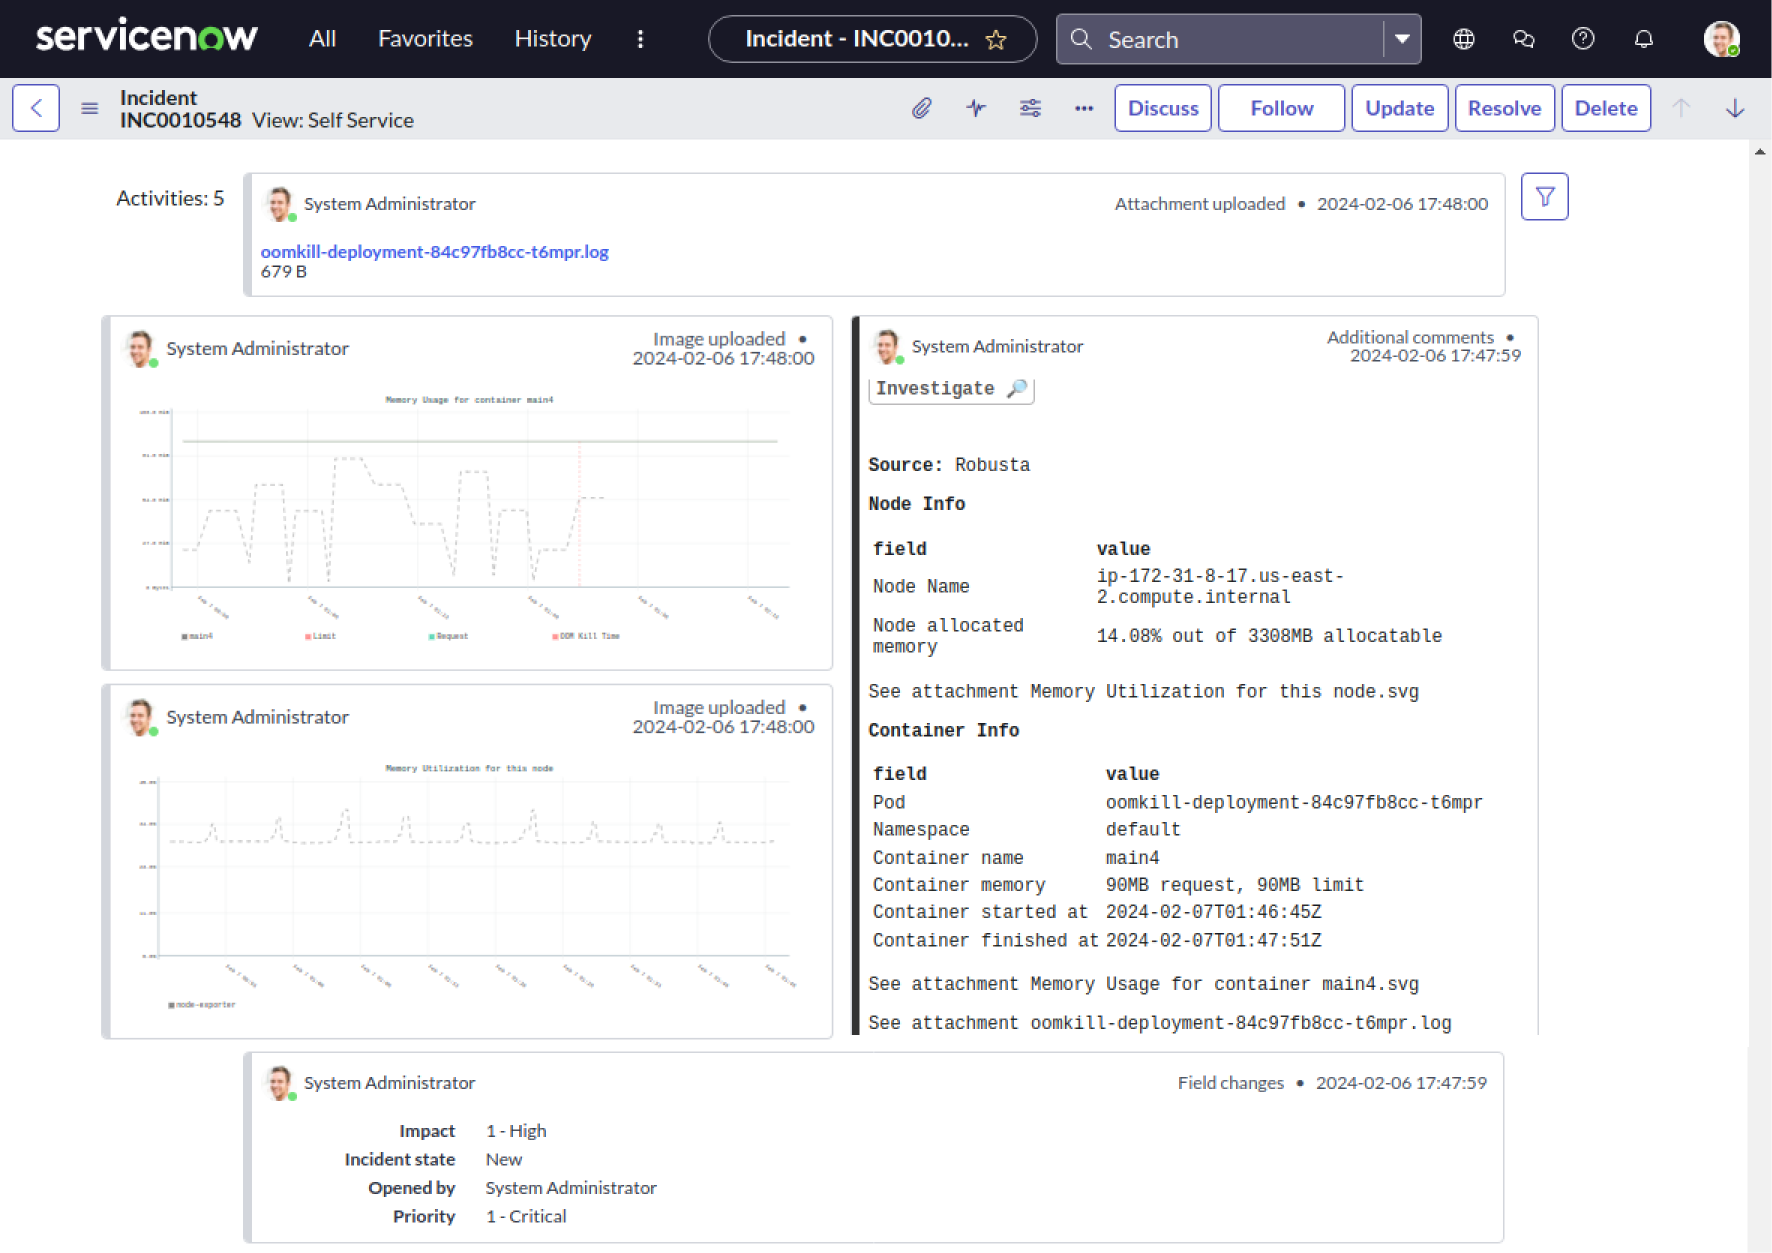 servicenow All Favorites History Incident - INC0010... Search
Incident
INC0010548 View: Self Service
Discuss Follow Update Resolve Delete
Activities: 5
System Administrator Attachment uploaded • 2024-02-06 17:48:00
oomkill-deployment-84c97fb8cc-t6mpr.log
679 B
System Administrator
Image uploaded •
2024-02-06 17:48:00
Memory Usage for container main4
0 bytes
main4 Limit Request OOM Kill Time
System Administrator
Image uploaded •
2024-02-06 17:48:00
Memory Utilization for this node
node-exporter
System Administrator
Additional comments •
2024-02-06 17:47:59
Investigate
Source: Robusta
Node Info
field value
Node Name ip-172-31-8-17.us-east-
2.compute.internal
Node allocated
memory 14.08% out of 3308MB allocatable
See attachment Memory Utilization for this node.svg
Container Info
field value
Pod oomkill-deployment-84c97fb8cc-t6mpr
Namespace default
Container name main4
Container memory 90MB request, 90MB limit
Container started at 2024-02-07T01:46:45Z
Container finished at 2024-02-07T01:47:51Z
See attachment Memory Usage for container main4.svg
See attachment oomkill-deployment-84c97fb8cc-t6mpr.log
System Administrator Field changes • 2024-02-06 17:47:59
Impact 1 - High
Incident state New
Opened by System Administrator
Priority 1 - Critical